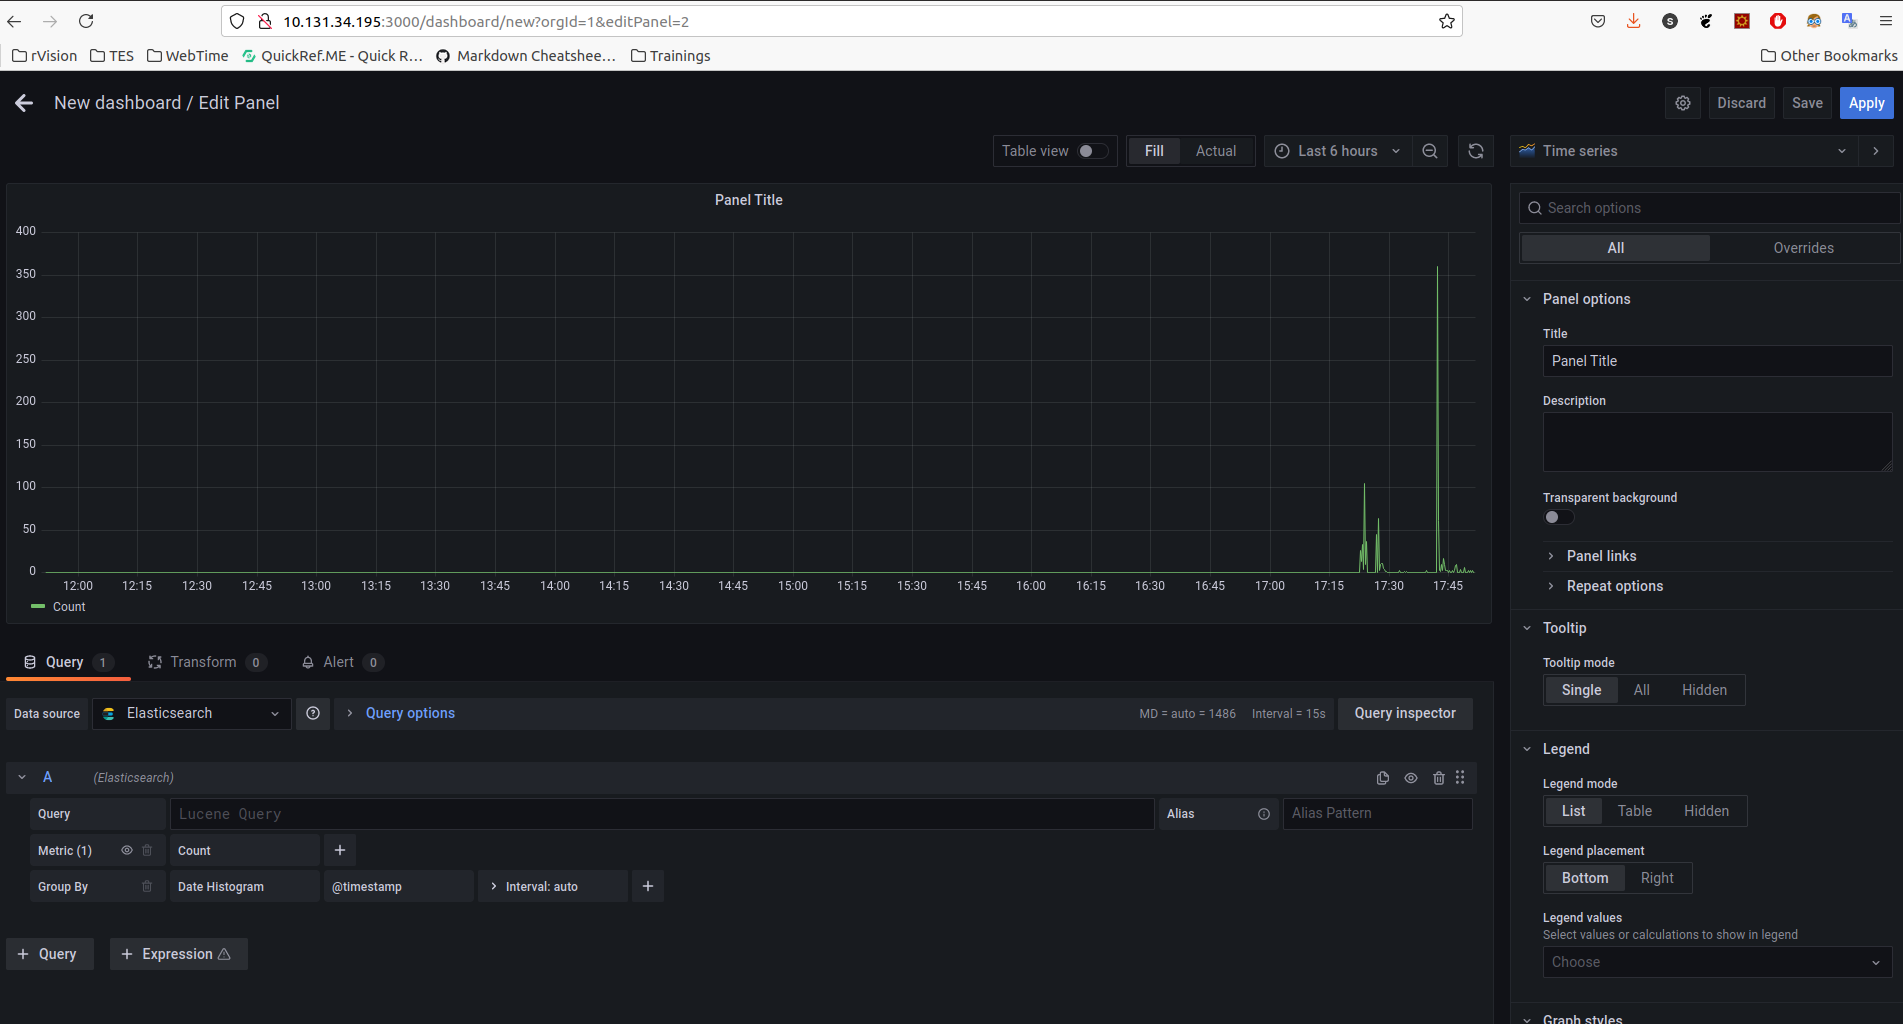 10.131.34.195:3000/dashboard/new?orgId=1&editPanel=2
rVision TES WebTime QuickRef.ME - Quick R… Markdown Cheatshee… Trainings Other Bookmarks
New dashboard / Edit Panel Discard Save Apply
Table view Fill Actual Last 6 hours Time series
Panel Title
400
350
300
250
200
150
100
50
0
12:00 12:15 12:30 12:45 13:00 13:15 13:30 13:45 14:00 14:15 14:30 14:45 15:00 15:15 15:30 15:45 16:00 16:15 16:30 16:45 17:00 17:15 17:30 17:45
Count
Query 1 Transform 0 Alert 0
Data source Elasticsearch Query options MD = auto = 1486 Interval = 15s Query inspector
A (Elasticsearch)
Query Lucene Query Alias Alias Pattern
Metric (1) Count +
Group By Date Histogram @timestamp > Interval: auto +
+ Query + Expression
Search options
All Overrides
Panel options
Title
Panel Title
Description
Transparent background
Panel links
Repeat options
Tooltip
Tooltip mode
Single All Hidden
Legend
Legend mode
List Table Hidden
Legend placement
Bottom Right
Legend values
Select values or calculations to show in legend
Choose
Graph styles